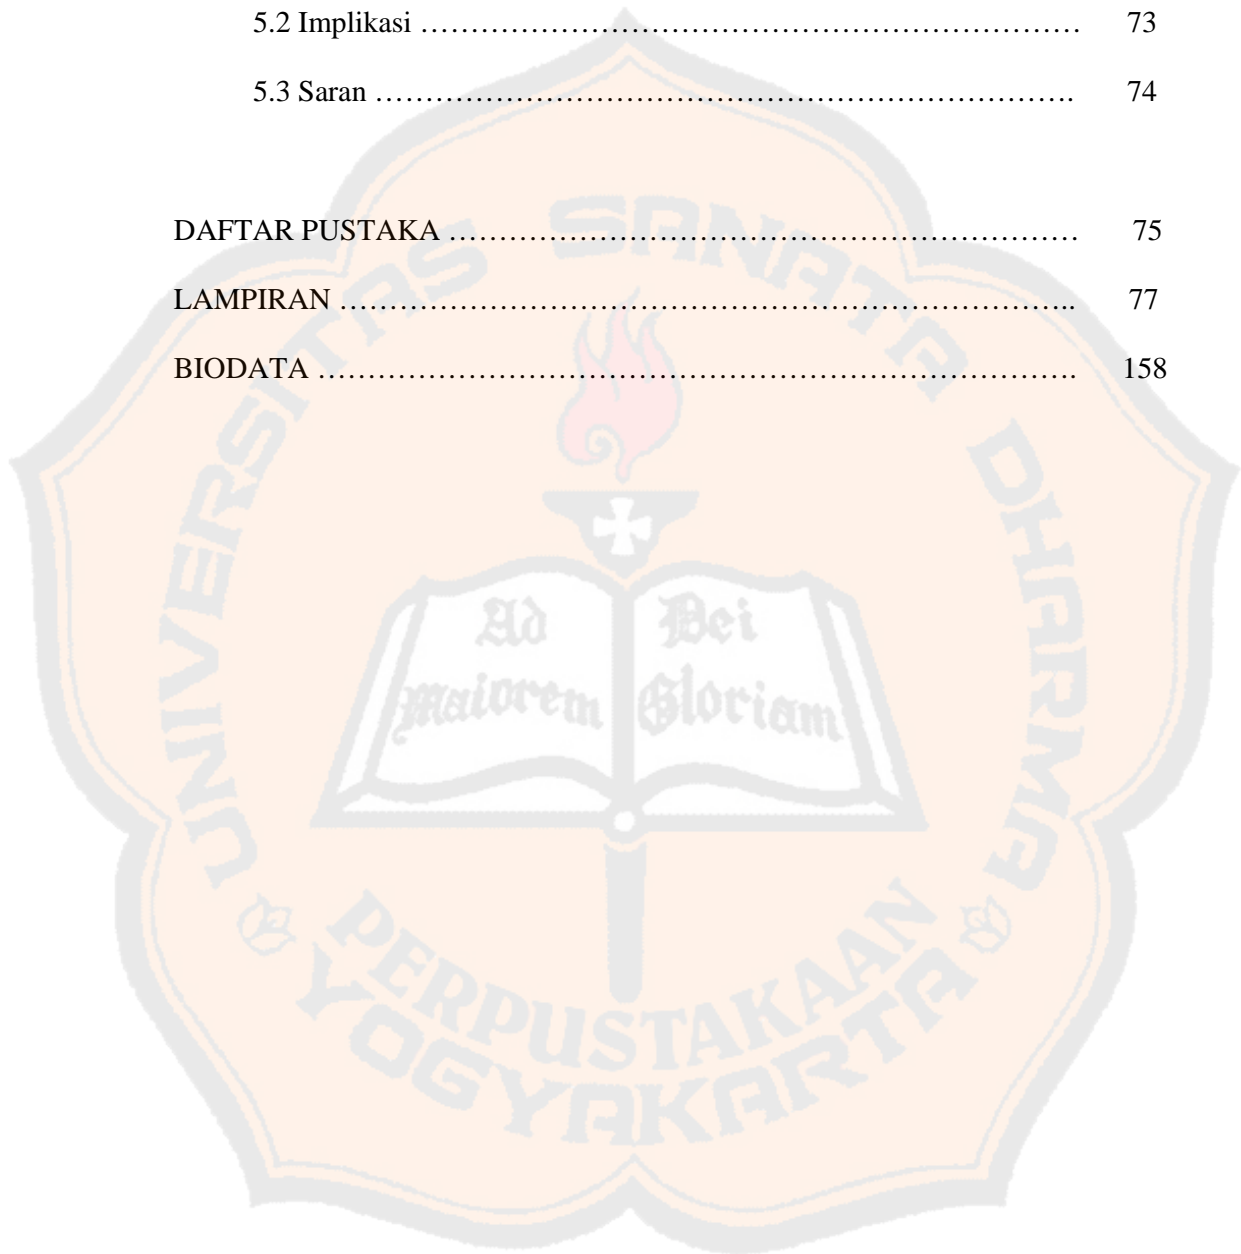 5.2 Implikasi ………………………………………………………… 73
5.3 Saran ……………………………………………………………. 74
DAFTAR PUSTAKA ……………………………………………………… 75
LAMPIRAN ……………………………………………………………….. 77
BIODATA …………………………………………………………………. 158
UNIVERSITAS SANATA DHARMA
Ad Dei
maiorem Gloriam
PERPUSTAKAAN
YOGYAKARTA